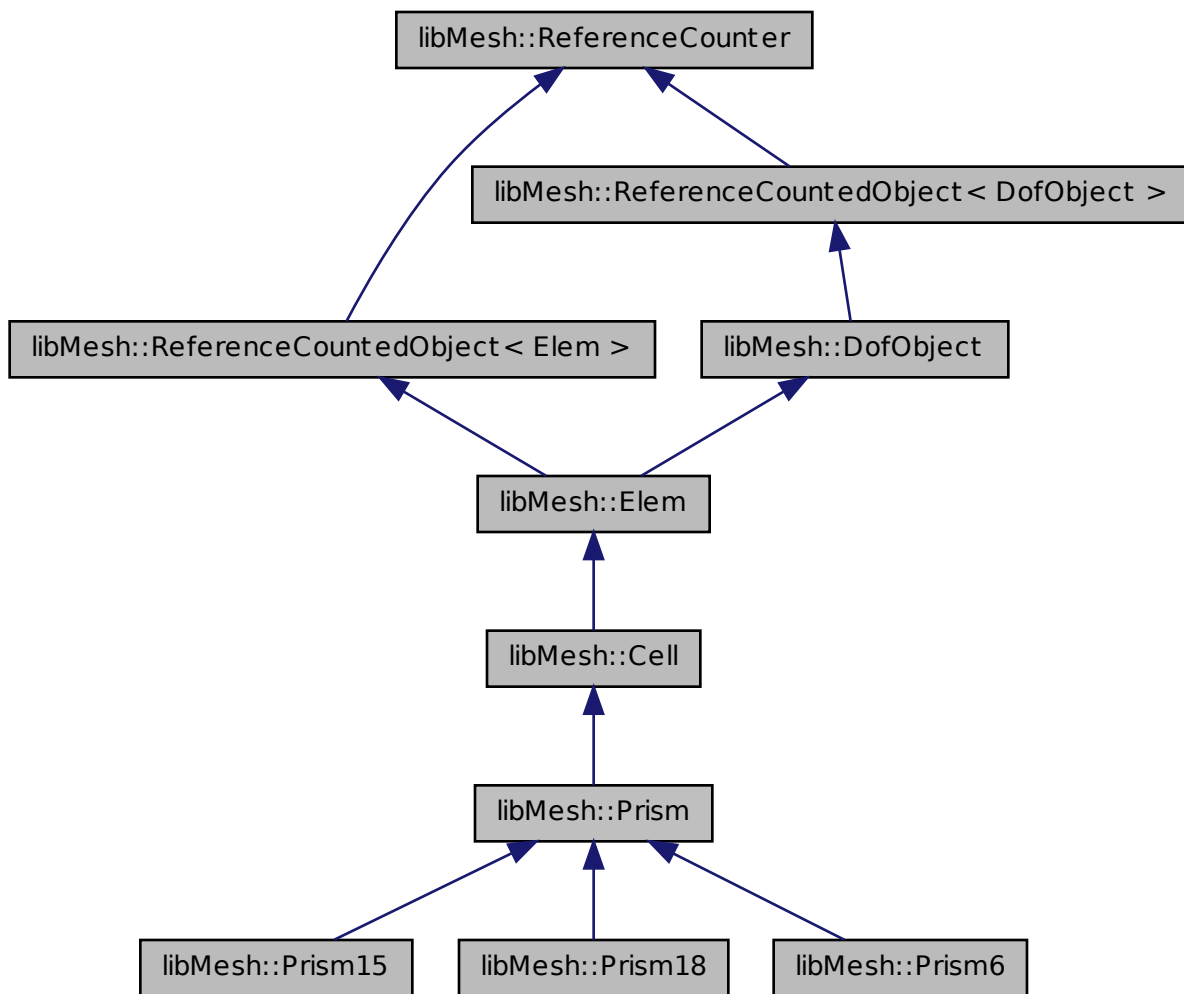 libMesh::ReferenceCounter
libMesh::ReferenceCountedObject< DofObject >
libMesh::ReferenceCountedObject< Elem >
libMesh::DofObject
libMesh::Elem
libMesh::Cell
libMesh::Prism
libMesh::Prism15
libMesh::Prism18
libMesh::Prism6